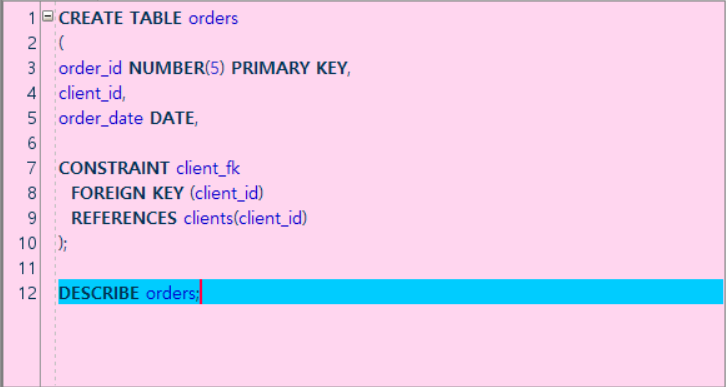 1 CREATE TABLE orders
2 (
3 order_id NUMBER(5) PRIMARY KEY,
4 client_id,
5 order_date DATE,
6
7 CONSTRAINT client_fk
8 FOREIGN KEY (client_id)
9 REFERENCES clients(client_id)
10 );
11
12 DESCRIBE orders;